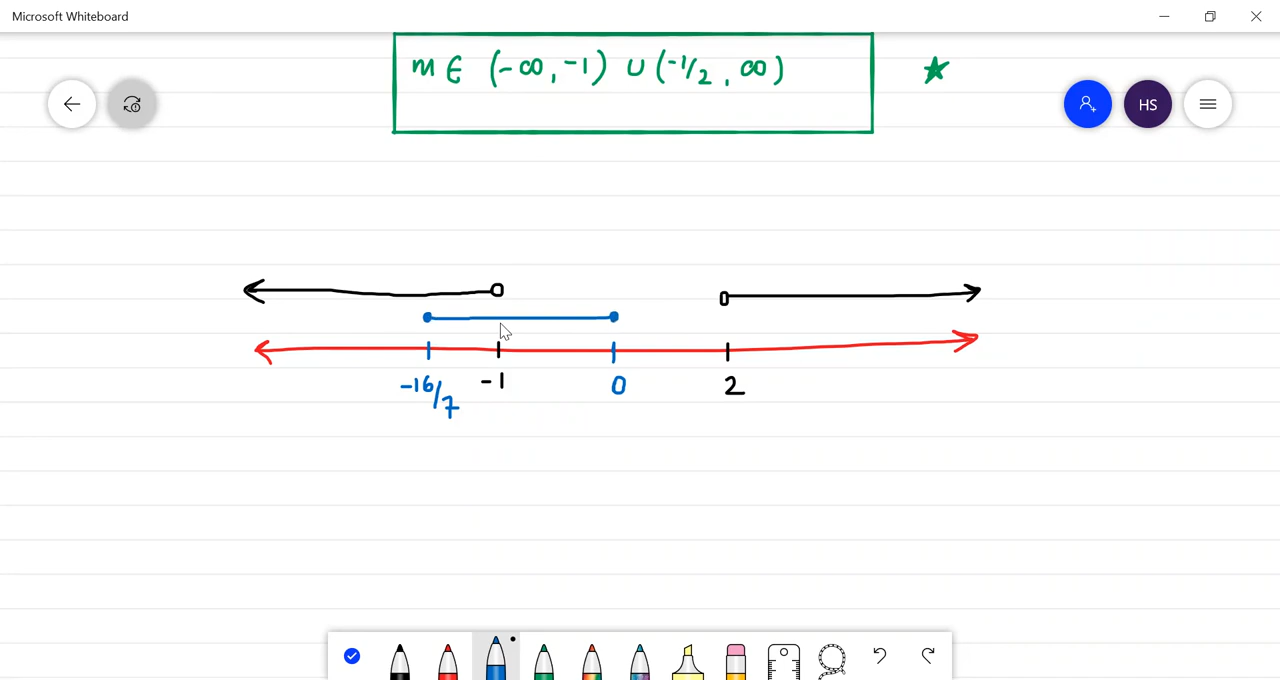 Microsoft Whiteboard
m ∈ (-∞, -1) ∪ (-1/2, ∞)
HS
-16/7 -1 0 2